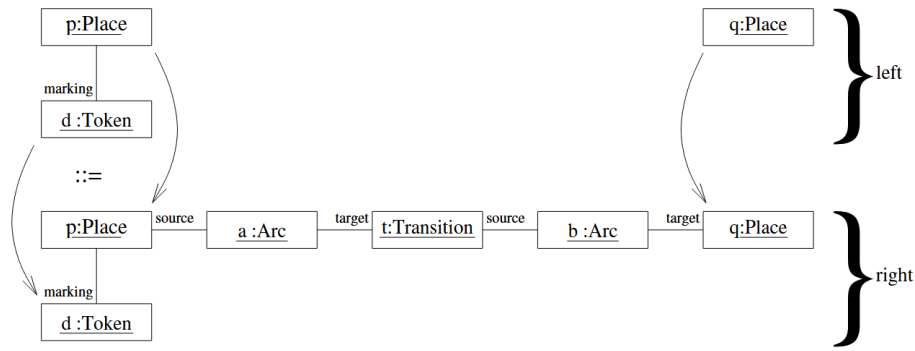 p:Place
q:Place
left
marking
d :Token
::=
p:Place
source
a :Arc
target
t:Transition
source
b :Arc
target
q:Place
right
marking
d :Token